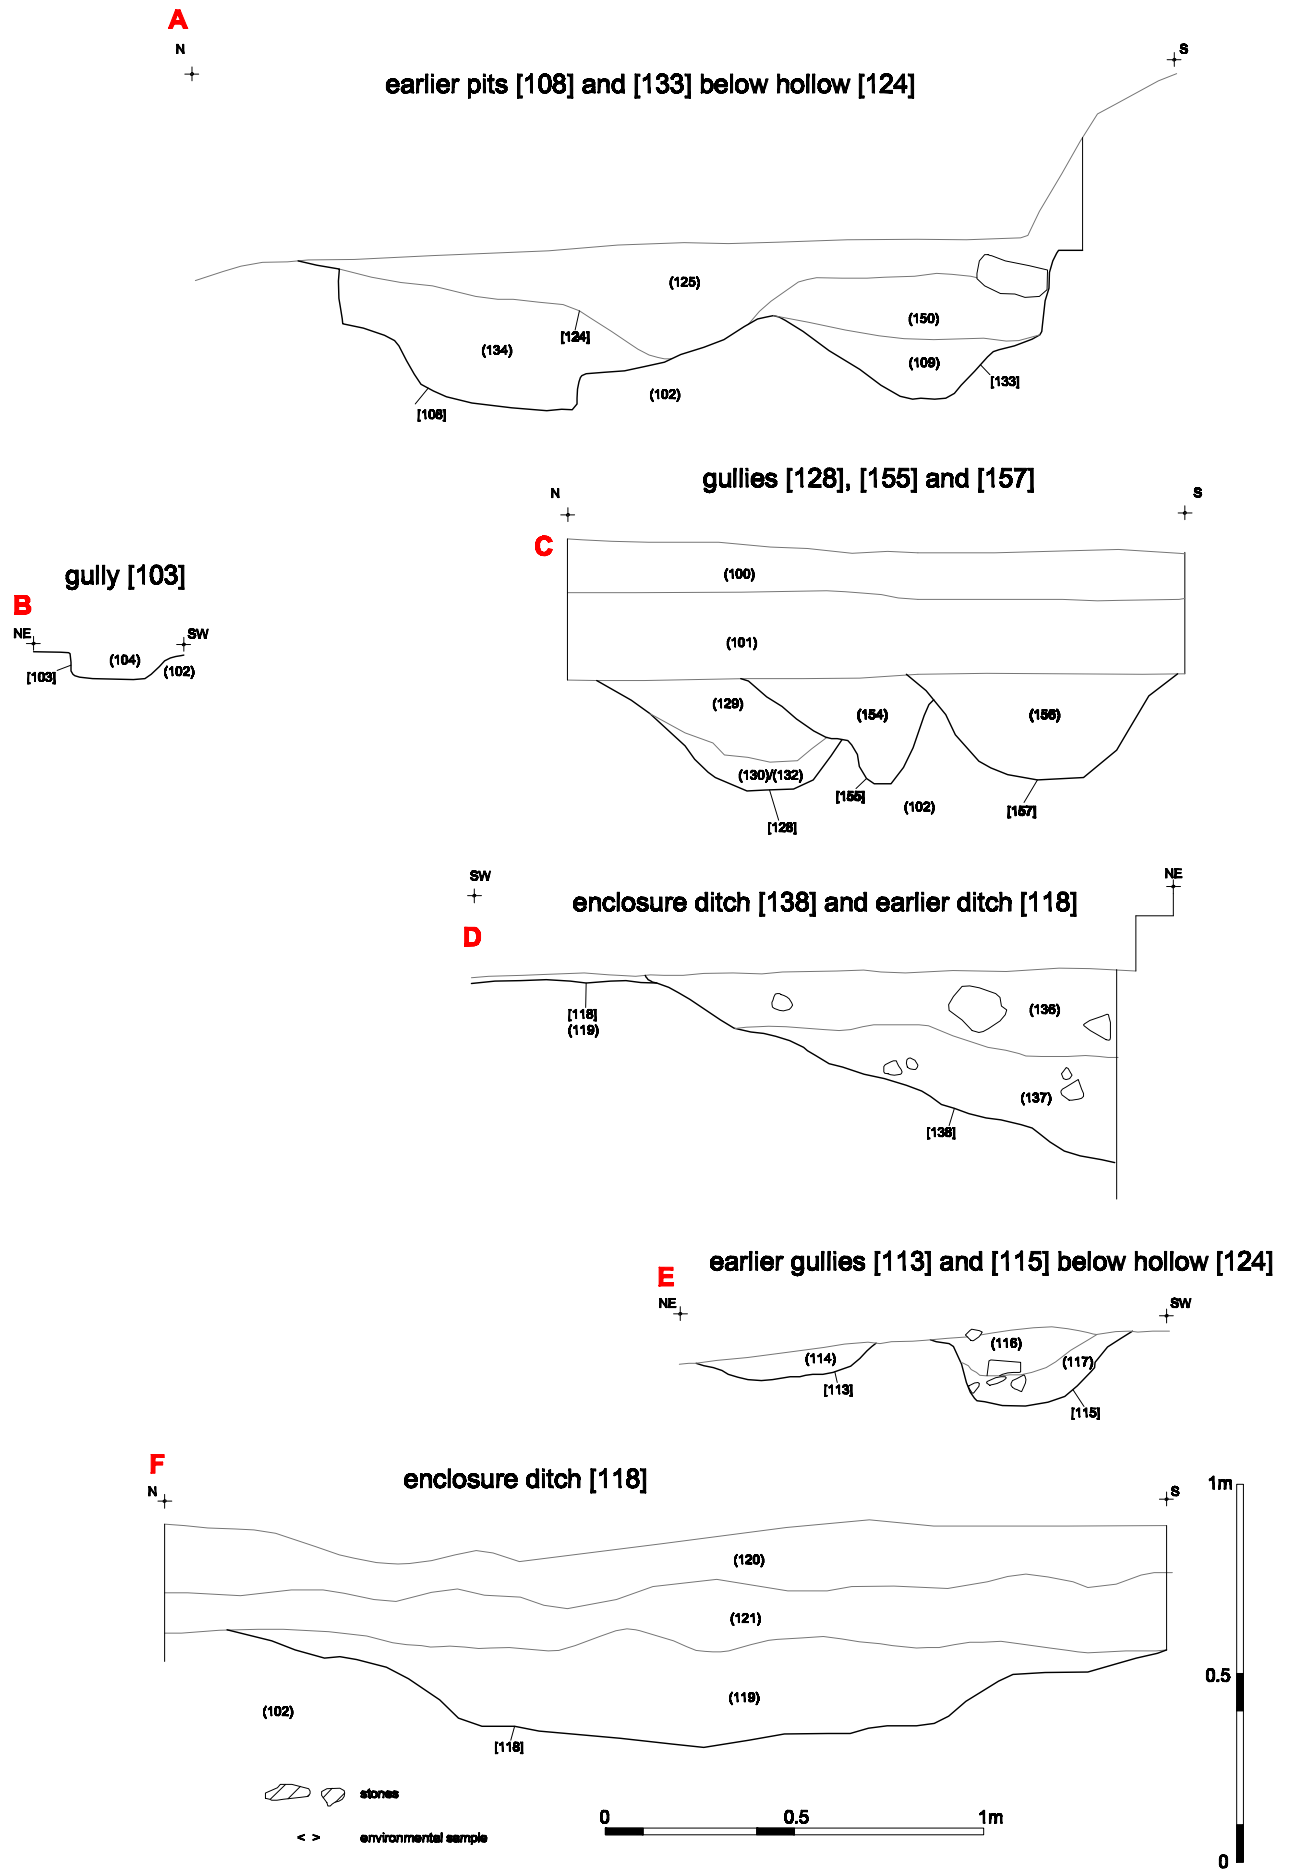 A
N
S
earlier pits [108] and [133] below hollow [124]
(125)
(150)
[124]
(134)
(109)
[133]
(102)
[108]
gullies [128], [155] and [157]
N
S
C
(100)
(101)
(129)
(154)
(156)
(130)/(132)
[155]
(102)
[157]
[128]
gully [103]
B
NE
SW
(104)
(102)
[103]
SW
NE
enclosure ditch [138] and earlier ditch [118]
D
(136)
[118]
(119)
(137)
[138]
earlier gullies [113] and [115] below hollow [124]
E
NE
SW
(116)
(114)
(117)
[113]
[115]
F
N
S
enclosure ditch [118]
(120)
(121)
(119)
(102)
[118]
1m
0.5
0
stones
environmental sample
< >
0 0.5 1m